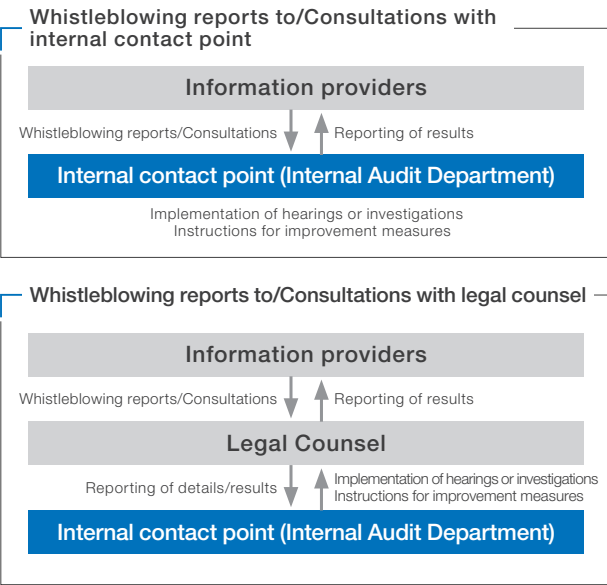 Whistleblowing reports to/Consultations with
internal contact point
Information providers
Whistleblowing reports/Consultations
Reporting of results
Internal contact point (Internal Audit Department)
Implementation of hearings or investigations
Instructions for improvement measures
Whistleblowing reports to/Consultations with legal counsel
Information providers
Whistleblowing reports/Consultations
Reporting of results
Legal Counsel
Reporting of details/results
Implementation of hearings or investigations
Instructions for improvement measures
Internal contact point (Internal Audit Department)